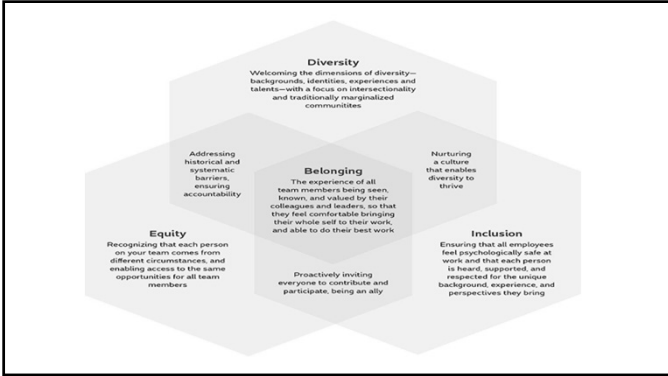 Diversity
Welcoming the dimensions of diversity—
backgrounds, identities, experiences and
talents—with a focus on intersectionality
and traditionally marginalized
communitites
Addressing
historical and
systematic
barriers,
ensuring
accountability
Nurturing
a culture
that enables
diversity to
thrive
Belonging
The experience of all
team members being seen,
known, and valued by their
colleagues and leaders, so that
they feel comfortable bringing
their whole self to their work,
and able to do their best work
Equity
Recognizing that each person
on your team comes from
different circumstances, and
enabling access to the same
opportunities for all team
members
Inclusion
Ensuring that all employees
feel psychologically safe at
work and that each person
is heard, supported, and
respected for the unique
background, experience, and
perspectives they bring
Proactively inviting
everyone to contribute and
participate, being an ally